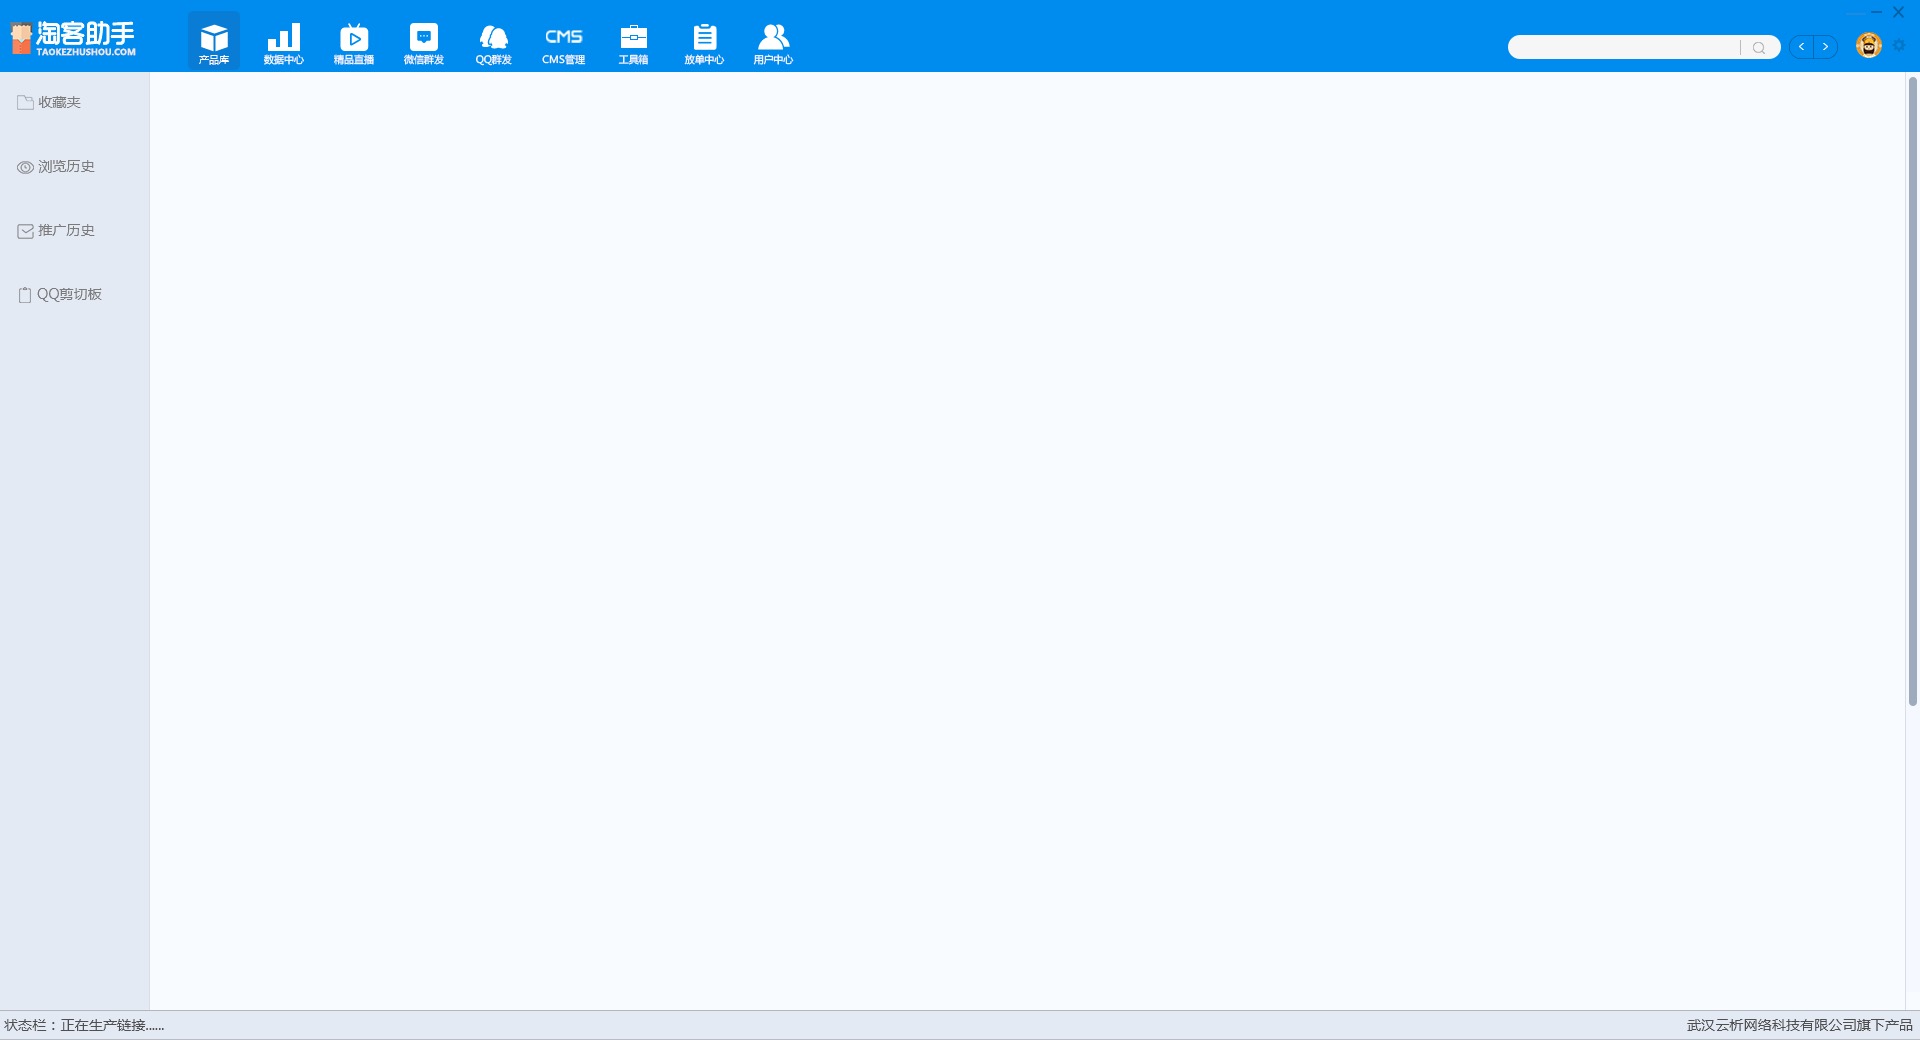 淘客助手
TAOKEZHUSHOU.COM
产品库
数据中心
精品直播
微信群发
QQ群发
CMS
CMS管理
工具箱
放单中心
用户中心
收藏夹
浏览历史
推广历史
QQ剪切板
状态栏：正在生产链接......
武汉云析网络科技有限公司旗下产品